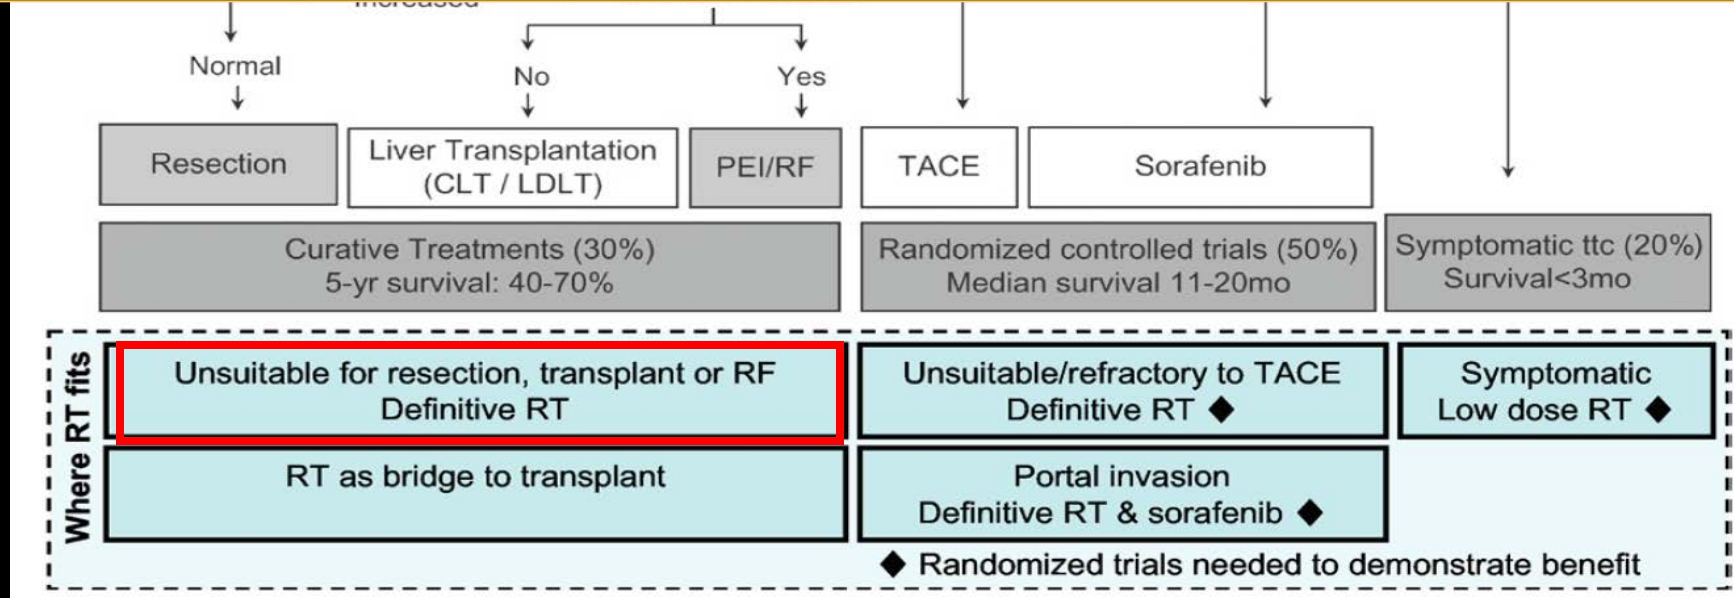 Increased
Normal
No
Yes
Resection
Liver Transplantation
(CLT / LDLT)
PEI/RF
TACE
Sorafenib
Curative Treatments (30%)
5-yr survival: 40-70%
Randomized controlled trials (50%)
Median survival 11-20mo
Symptomatic ttc (20%)
Survival<3mo
Where RT fits
Unsuitable for resection, transplant or RF
Definitive RT
Unsuitable/refractory to TACE
Definitive RT ◆
Symptomatic
Low dose RT ◆
RT as bridge to transplant
Portal invasion
Definitive RT & sorafenib ◆
◆ Randomized trials needed to demonstrate benefit